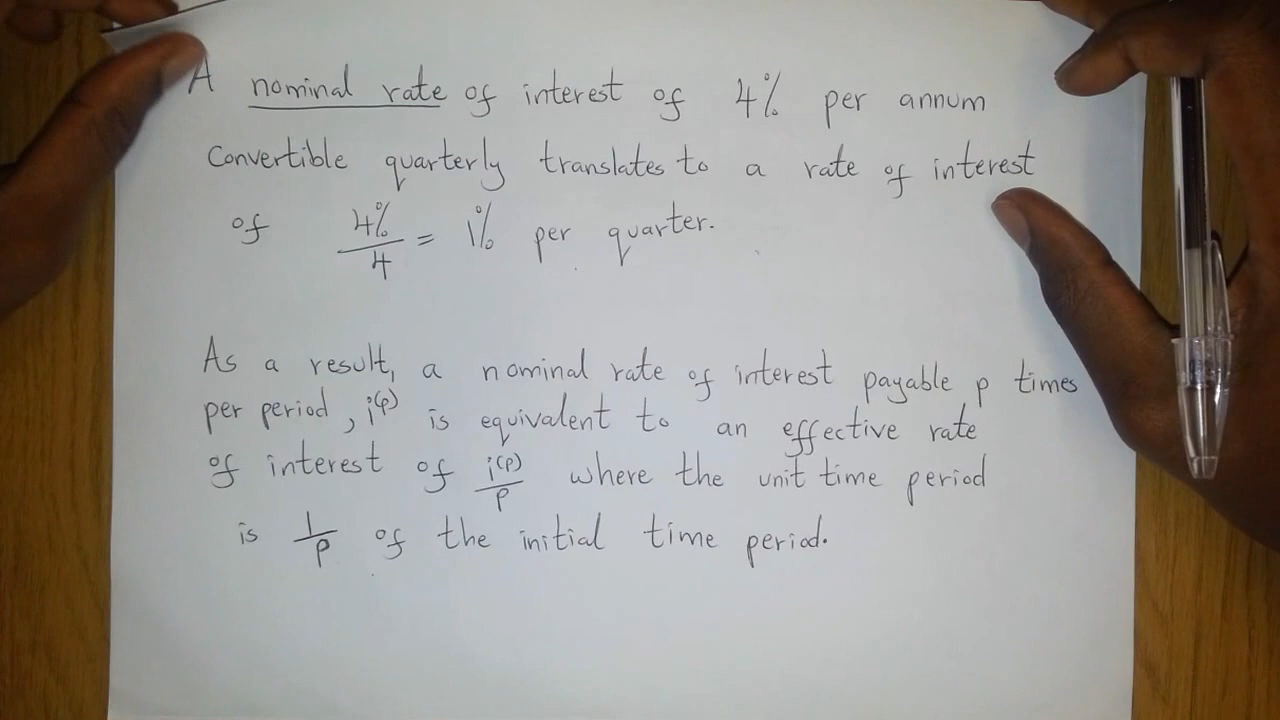 A nominal rate of interest of 4% per annum
Convertible quarterly translates to a rate of interest
of 4%/4 = 1% per quarter.
As a result, a nominal rate of interest payable p times
per period, i^(p) is equivalent to an effective rate
of interest of i^(p)/p where the unit time period
is 1/p of the initial time period.